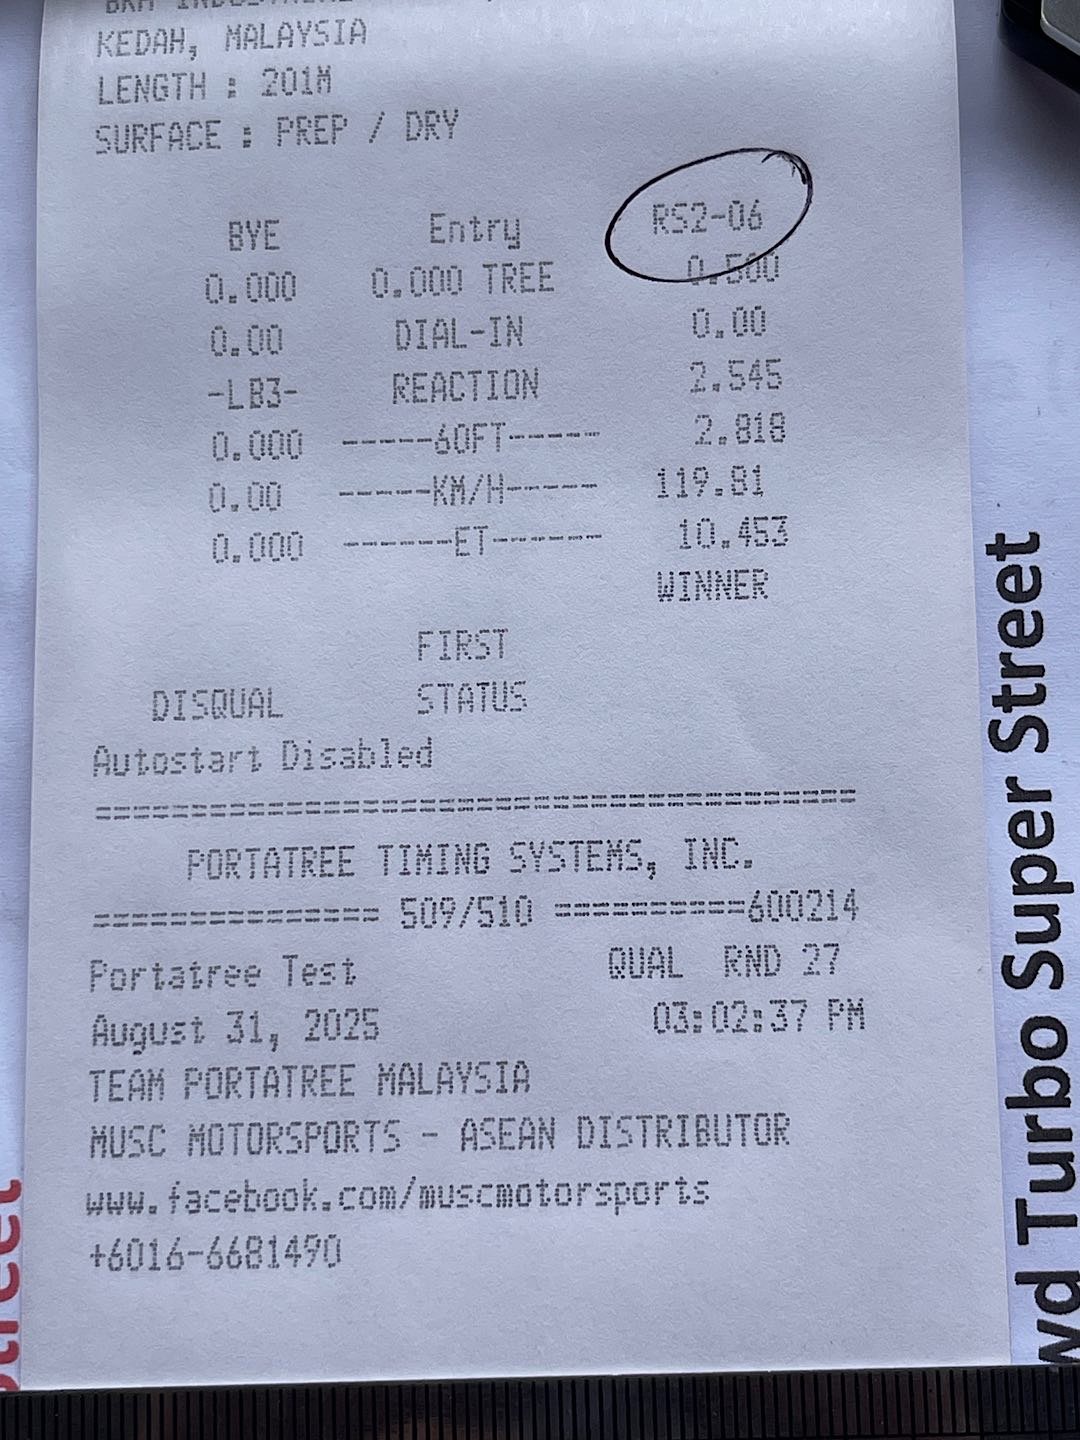 KEDAH, MALAYSIA
LENGTH : 201M
SURFACE : PREP / DRY
BYE Entry RS2-06
0.000 0.000 TREE 0.500
0.00 DIAL-IN 0.00
-LB3- REACTION 2.545
0.000 -----60FT----- 2.818
0.00 -----KM/H----- 119.81
0.000 ------ET------ 10.453
WINNER
FIRST
DISQUAL STATUS
Autostart Disabled
========================================
PORTATREE TIMING SYSTEMS, INC.
=============== 509/510 ==========600214
Portatree Test QUAL RND 27
August 31, 2025 03:02:37 PM
TEAM PORTATREE MALAYSIA
MUSC MOTORSPORTS - ASEAN DISTRIBUTOR
www.facebook.com/muscmotorsports
+6016-6681490
wd Turbo Super Street
treet